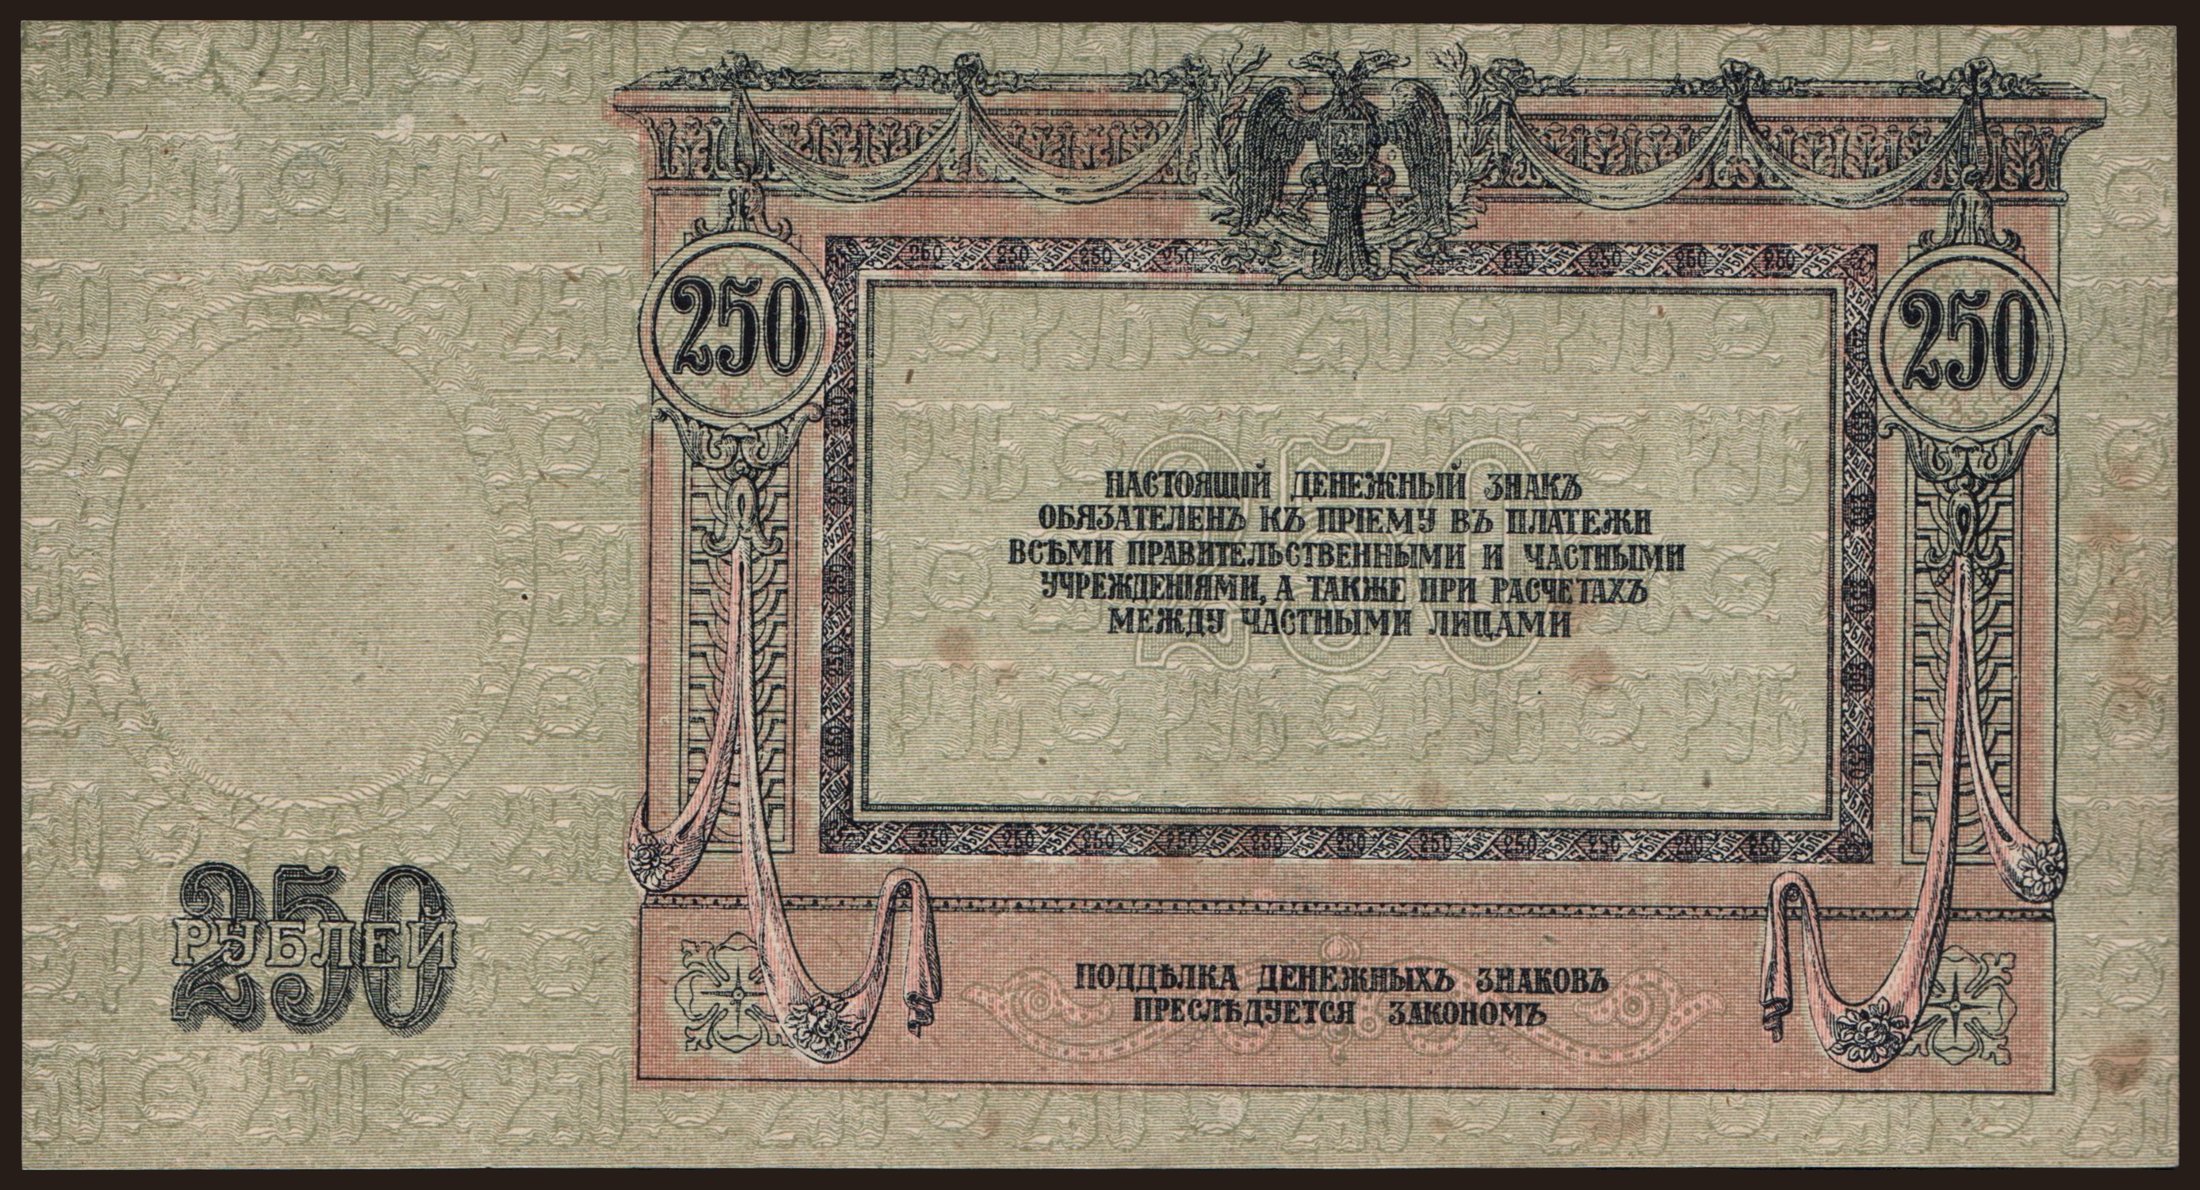 250
250
НАСТОЯЩІЙ ДЕНЕЖНЫЙ ЗНАКЪ
ОБЯЗАТЕЛЕНЪ КЪ ПРІЕМУ ВЪ ПЛАТЕЖИ
ВСѢМИ ПРАВИТЕЛЬСТВЕННЫМИ И ЧАСТНЫМИ
УЧРЕЖДЕНІЯМИ, А ТАКЖЕ ПРИ РАСЧЕТАХЪ
МЕЖДУ ЧАСТНЫМИ ЛИЦАМИ
250
250
РУБЛЕЙ
ПОДДѢЛКА ДЕНЕЖНЫХЪ ЗНАКОВЪ
ПРЕСЛѢДУЕТСЯ ЗАКОНОМЪ